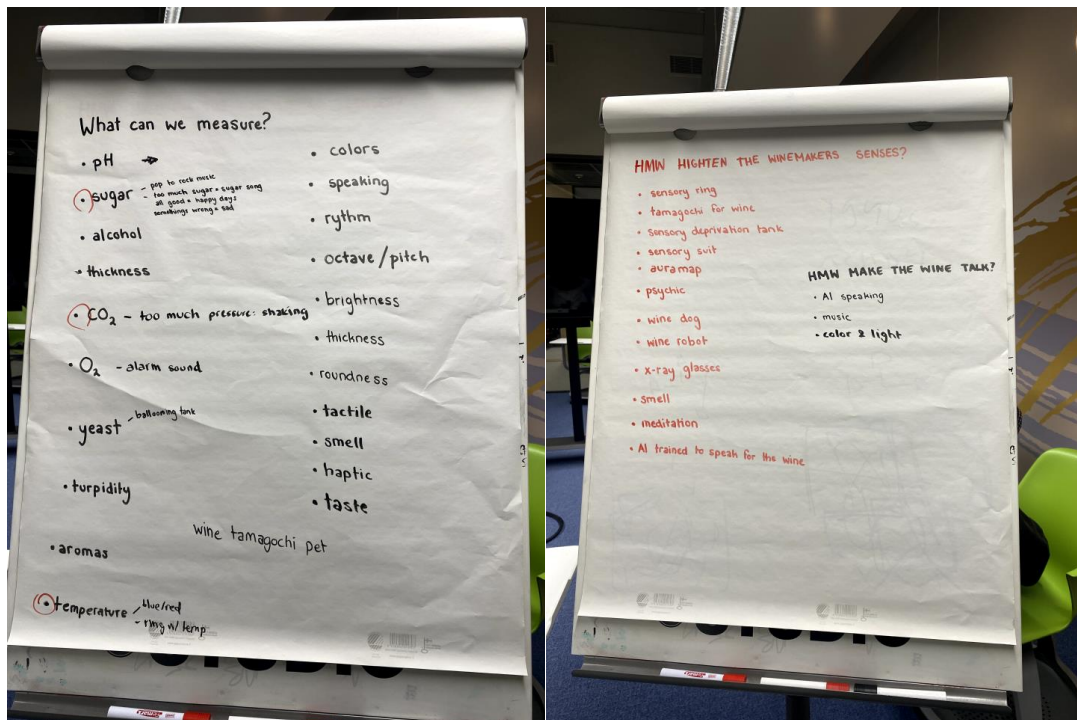 What can we measure?
• pH →
• sugar - pop to rock music
- too much sugar = sugar song
all good = happy days
somethings wrong = sad
• alcohol
• thickness
• CO₂ - too much pressure: shaking
• O₂ - alarm sound
• yeast - ballooming tank
• turpidity
• aromas
• temperature - blue/red
- ring w/ temp
• colors
• speaking
• rythm
• octave/pitch
• brightness
• thickness
• roundness
• tactile
• smell
• haptic
• taste
wine tamagochi pet
HMW HIGHTEN THE WINEMAKERS SENSES?
• sensory ring
• tamagochi for wine
• sensory deprivation tank
• sensory suit
• auramap
• psychic
• wine dog
• wine robot
• x-ray glasses
• smell
• meditation
• AI trained to speak for the wine
HMW MAKE THE WINE TALK?
• AI speaking
• music
• color & light